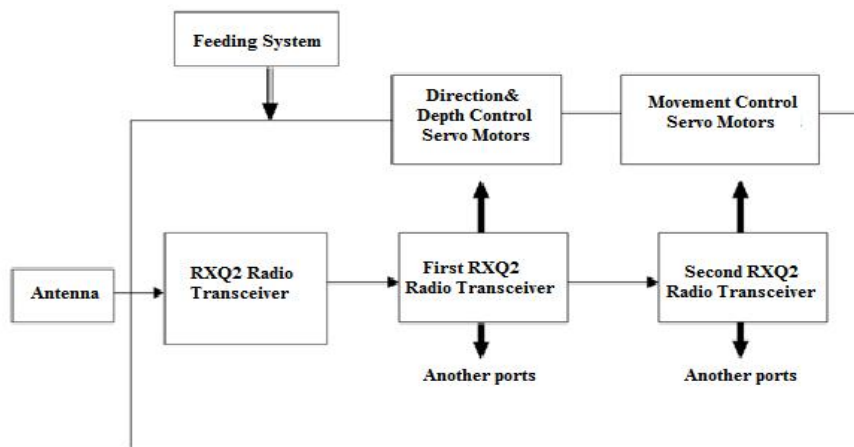 Feeding System
Direction&
Depth Control
Servo Motors
Movement Control
Servo Motors
Antenna
RXQ2 Radio
Transceiver
First RXQ2
Radio Transceiver
Second RXQ2
Radio Transceiver
Another ports
Another ports